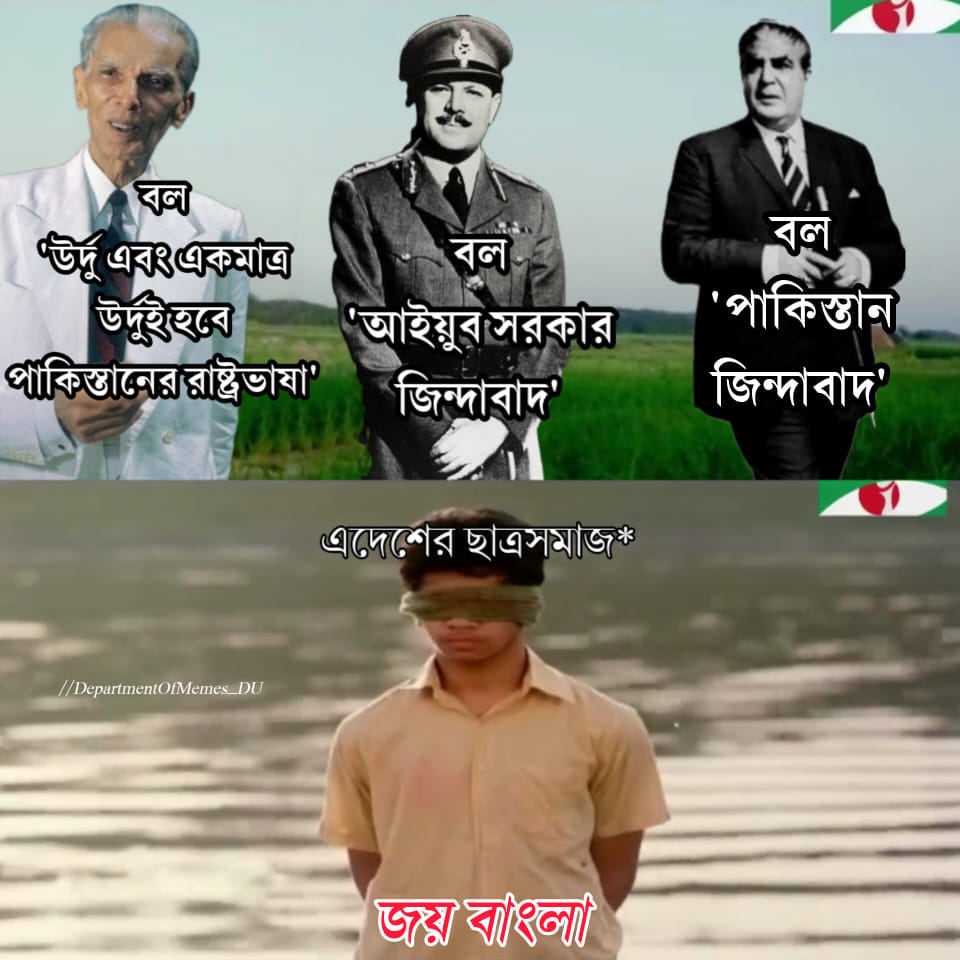 বল
'উর্দু এবং একমাত্র
উর্দুই হবে
পাকিস্তানের রাষ্ট্রভাষা'
বল
'আইয়ুব সরকার
জিন্দাবাদ'
বল
'পাকিস্তান
জিন্দাবাদ'
এদেশের ছাত্রসমাজ*
//DepartmentOfMemes_DU
জয় বাংলা